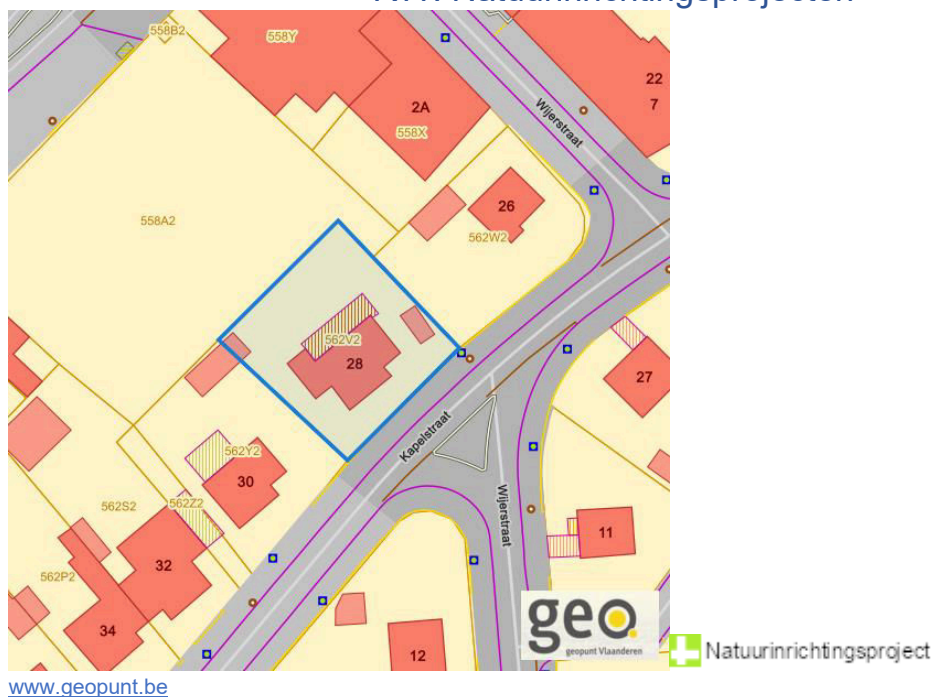 558B2
558Y
22
7
2A
558X
Wijerstraat
558A2
26
562W2
562V2
28
27
Kapelstraat
562Y2
30
Wijerstraat
562S2
562Z2
11
32
562P2
34
12
geo.
geopunt Vlaanderen
Natuurinrichtingsproject
www.geopunt.be